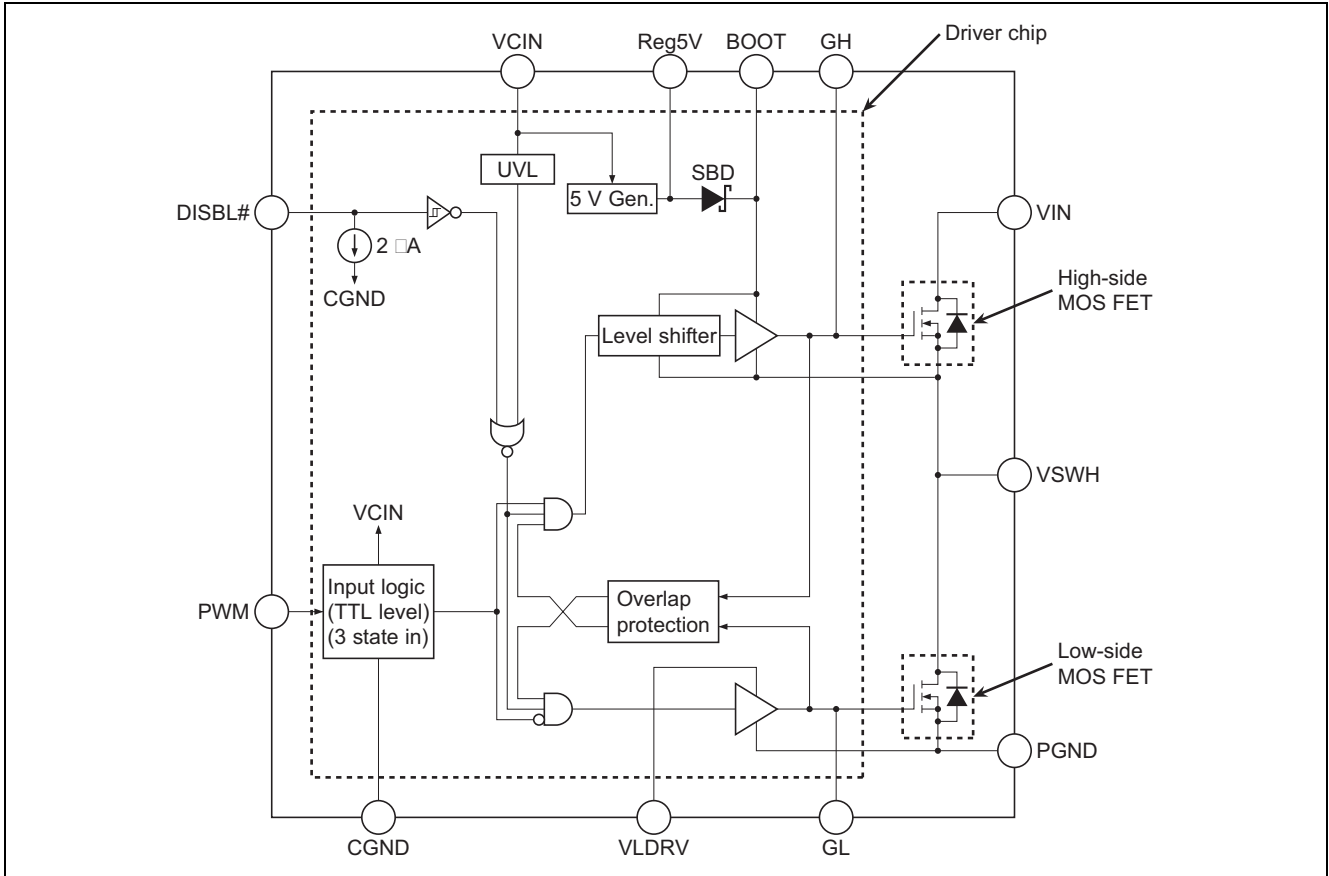 Driver chip
VCIN
Reg5V
BOOT
GH
UVL
SBD
5 V Gen.
DISBL#
2 □A
CGND
VIN
High-side
MOS FET
Level shifter
VSWH
VCIN
PWM
Input logic
(TTL level)
(3 state in)
Overlap
protection
Low-side
MOS FET
PGND
CGND
VLDRV
GL